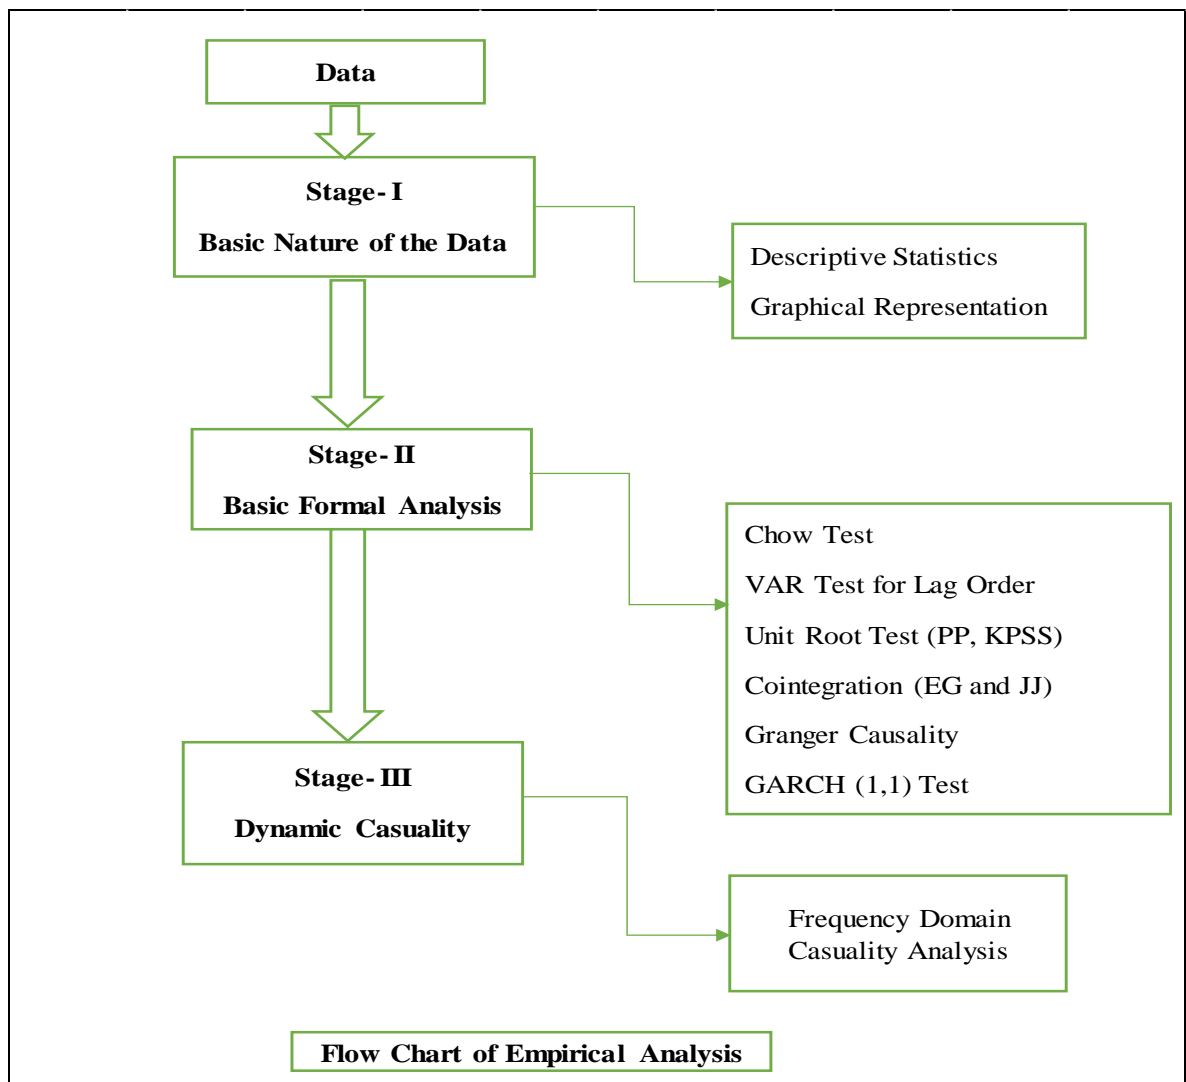 Data
Stage-I
Basic Nature of the Data
Descriptive Statistics
Graphical Representation
Stage-II
Basic Formal Analysis
Chow Test
VAR Test for Lag Order
Unit Root Test (PP, KPSS)
Cointegration (EG and JJ)
Granger Causality
GARCH (1,1) Test
Stage-III
Dynamic Casuality
Frequency Domain
Casuality Analysis
Flow Chart of Empirical Analysis